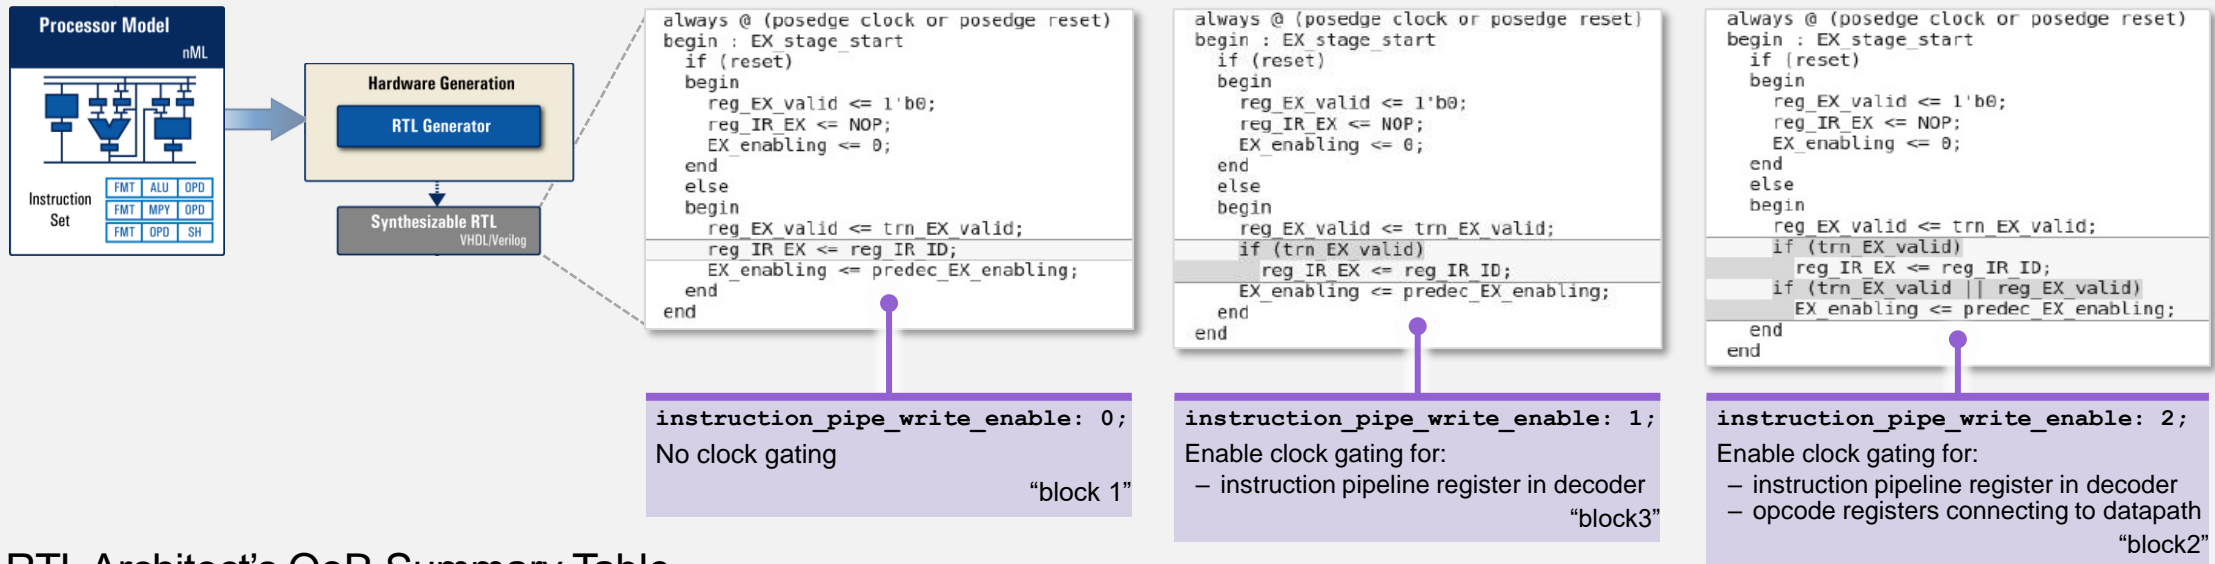 Processor Model
nML
Instruction
Set
FMT ALU OPD
FMT MPY OPD
FMT OPD SH
Hardware Generation
RTL Generator
Synthesizable RTL
VHDL/Verilog
always @ (posedge clock or posedge reset)
begin : EX_stage_start
if (reset)
begin
reg_EX_valid <= 1'b0;
reg_IR_EX <= NOP;
EX_enabling <= 0;
end
else
begin
reg_EX_valid <= trn_EX_valid;
reg_IR_EX <= reg_IR_ID;
EX_enabling <= predec_EX_enabling;
end
end
instruction_pipe_write_enable: 0;
No clock gating
“block 1”
always @ (posedge clock or posedge reset)
begin : EX_stage_start
if (reset)
begin
reg_EX_valid <= 1'b0;
reg_IR_EX <= NOP;
EX_enabling <= 0;
end
else
begin
reg_EX_valid <= trn_EX_valid;
if (trn_EX_valid)
reg_IR_EX <= reg_IR_ID;
EX_enabling <= predec_EX_enabling;
end
end
instruction_pipe_write_enable: 1;
Enable clock gating for:
– instruction pipeline register in decoder
“block3”
always @ (posedge clock or posedge reset)
begin : EX_stage_start
if (reset)
begin
reg_EX_valid <= 1'b0;
reg_IR_EX <= NOP;
EX_enabling <= 0;
end
else
begin
reg_EX_valid <= trn_EX_valid;
if (trn_EX_valid)
reg_IR_EX <= reg_IR_ID;
if (trn_EX_valid || reg_EX_valid)
EX_enabling <= predec_EX_enabling;
end
end
instruction_pipe_write_enable: 2;
Enable clock gating for:
– instruction pipeline register in decoder
– opcode registers connecting to datapath
“block2”
RTL Architect's QoR Summary Table